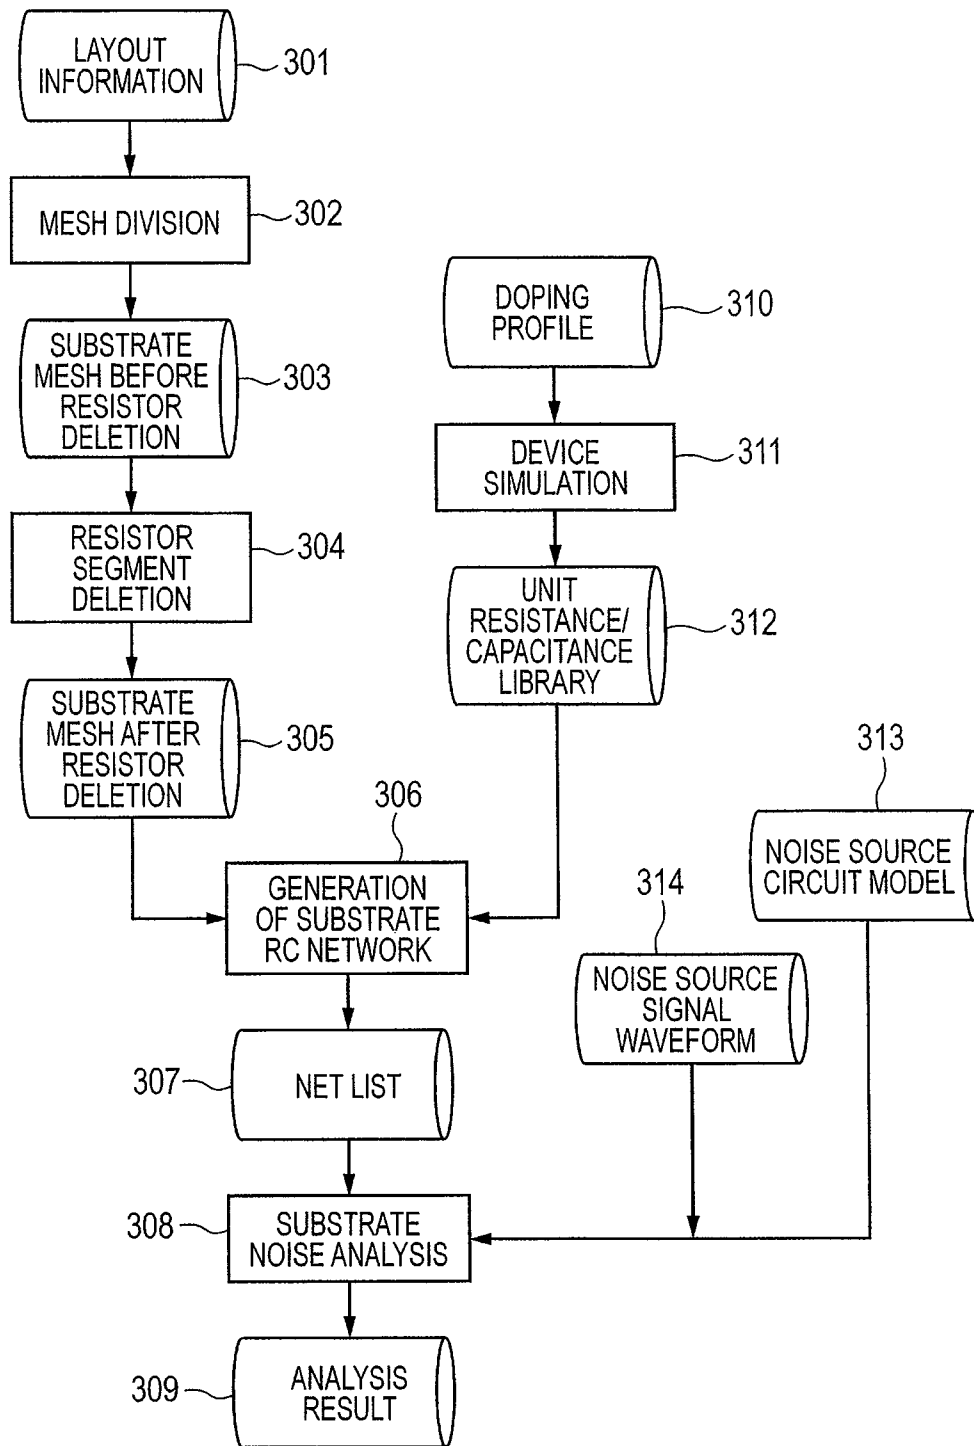 LAYOUT
INFORMATION
301
MESH DIVISION
302
SUBSTRATE
MESH BEFORE
RESISTOR
DELETION
303
RESISTOR
SEGMENT
DELETION
304
SUBSTRATE
MESH AFTER
RESISTOR
DELETION
305
DOPING
PROFILE
310
DEVICE
SIMULATION
311
UNIT
RESISTANCE/
CAPACITANCE
LIBRARY
312
306
GENERATION
OF SUBSTRATE
RC NETWORK
313
NOISE SOURCE
CIRCUIT MODEL
314
NOISE SOURCE
SIGNAL
WAVEFORM
307
NET LIST
308
SUBSTRATE
NOISE ANALYSIS
309
ANALYSIS
RESULT